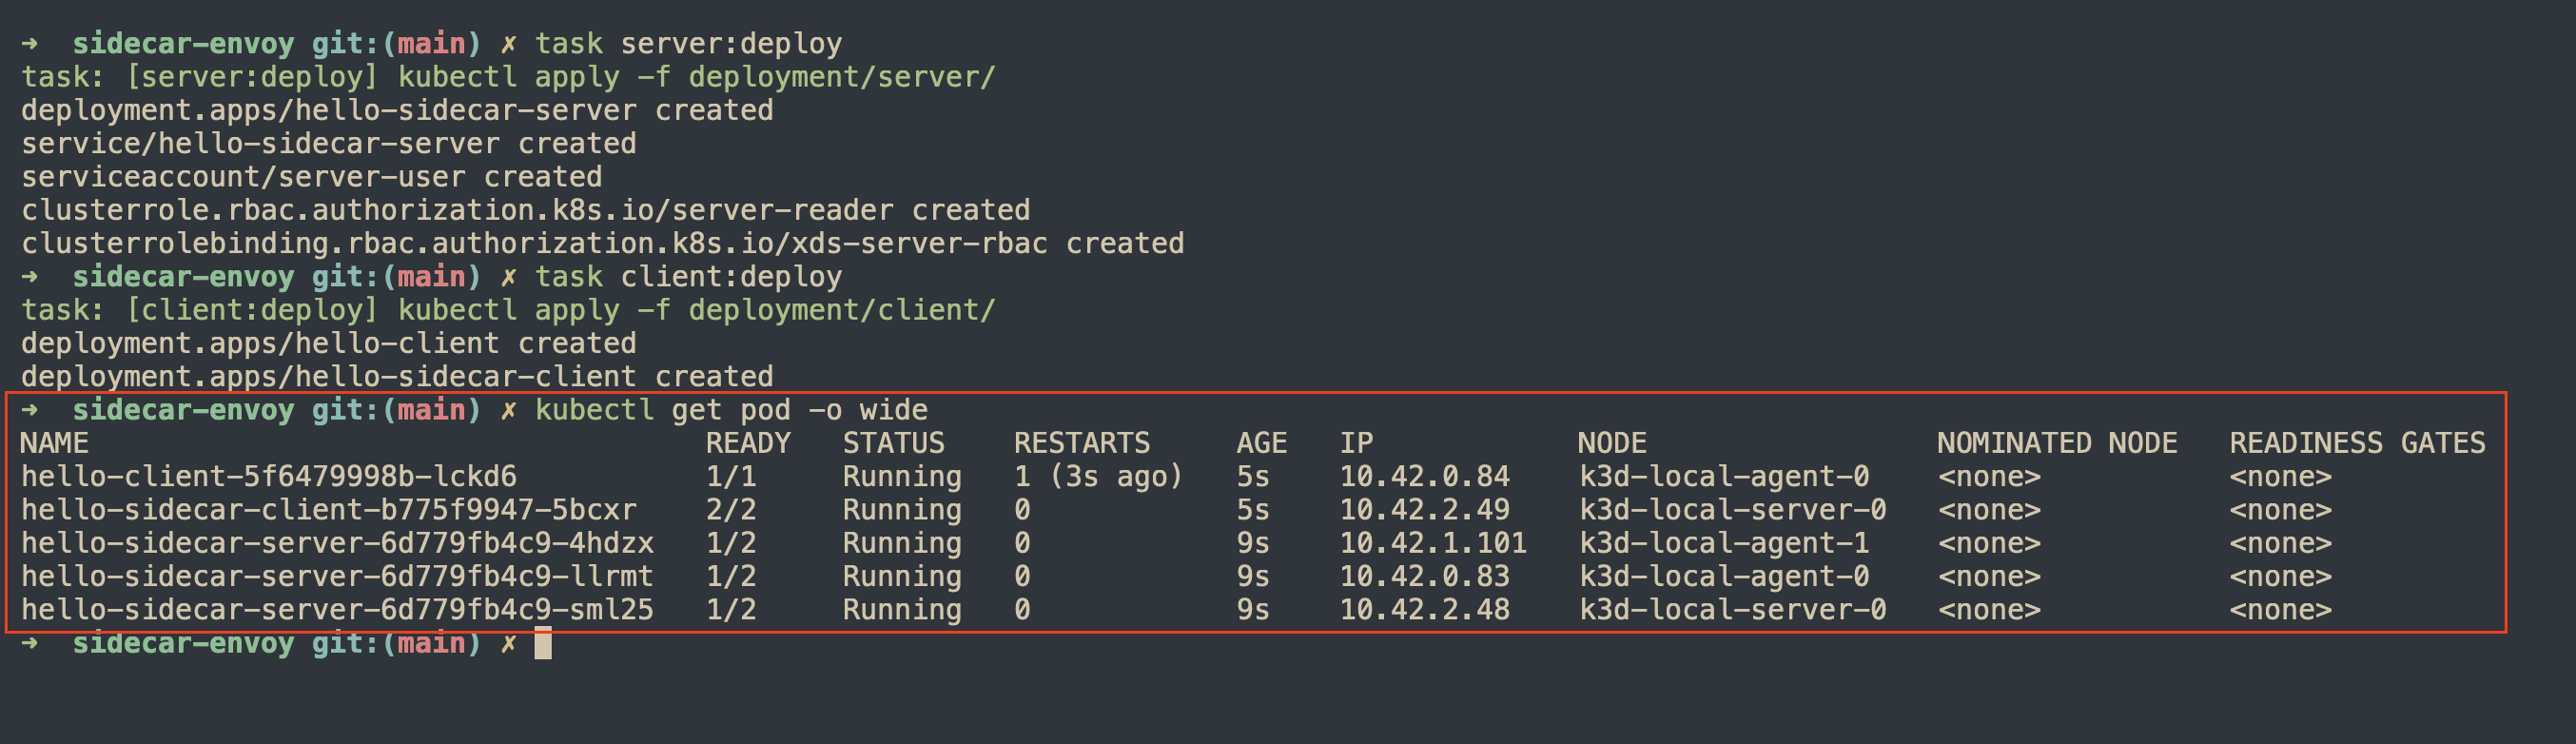 ➜  sidecar-envoy git:(main) ✗ task server:deploy
task: [server:deploy] kubectl apply -f deployment/server/
deployment.apps/hello-sidecar-server created
service/hello-sidecar-server created
serviceaccount/server-user created
clusterrole.rbac.authorization.k8s.io/server-reader created
clusterrolebinding.rbac.authorization.k8s.io/xds-server-rbac created
➜  sidecar-envoy git:(main) ✗ task client:deploy
task: [client:deploy] kubectl apply -f deployment/client/
deployment.apps/hello-client created
deployment.apps/hello-sidecar-client created
➜  sidecar-envoy git:(main) ✗ kubectl get pod -o wide
NAME                                    READY   STATUS    RESTARTS     AGE   IP            NODE                 NOMINATED NODE   READINESS GATES
hello-client-5f6479998b-lckd6           1/1     Running   1 (3s ago)   5s    10.42.0.84    k3d-local-agent-0    <none>           <none>
hello-sidecar-client-b775f9947-5bcxr    2/2     Running   0            5s    10.42.2.49    k3d-local-server-0   <none>           <none>
hello-sidecar-server-6d779fb4c9-4hdzx   1/2     Running   0            9s    10.42.1.101   k3d-local-agent-1    <none>           <none>
hello-sidecar-server-6d779fb4c9-llrmt   1/2     Running   0            9s    10.42.0.83    k3d-local-agent-0    <none>           <none>
hello-sidecar-server-6d779fb4c9-sml25   1/2     Running   0            9s    10.42.2.48    k3d-local-server-0   <none>           <none>
➜  sidecar-envoy git:(main) ✗